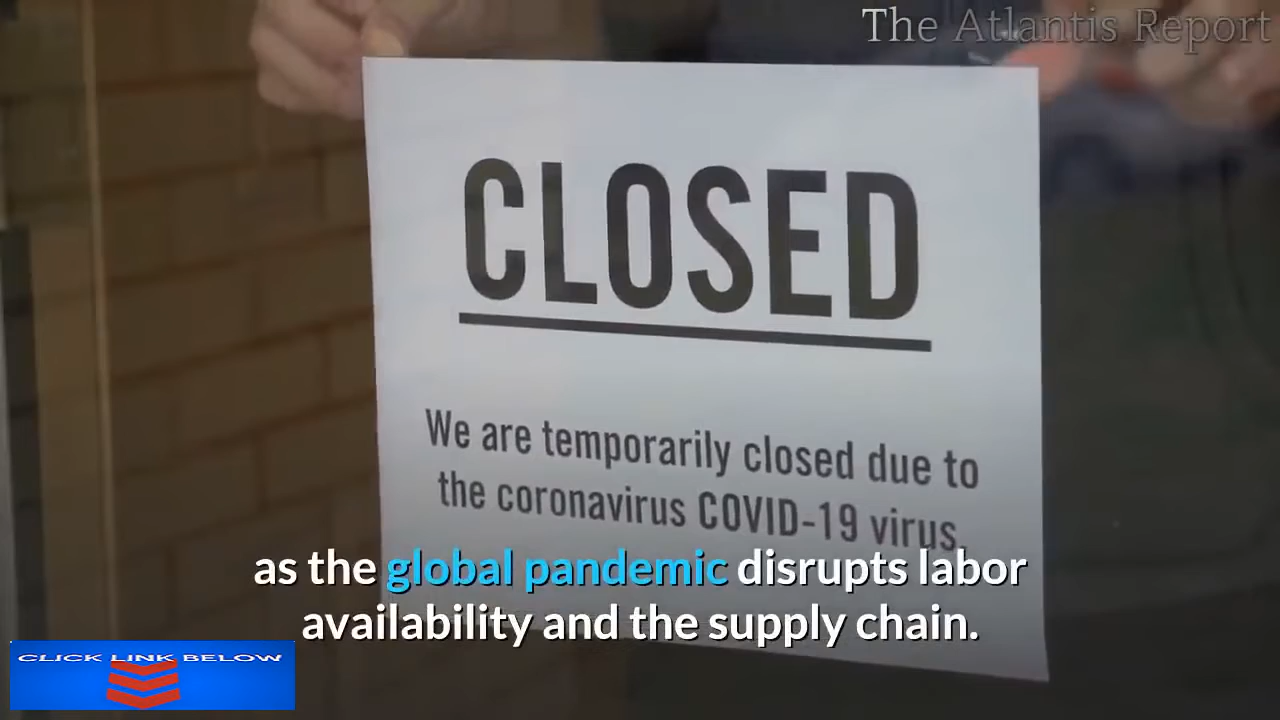 The Atlantis Report
CLOSED
We are temporarily closed due to
the coronavirus COVID-19 virus.
as the global pandemic disrupts labor
availability and the supply chain.
CLICK LINK BELOW